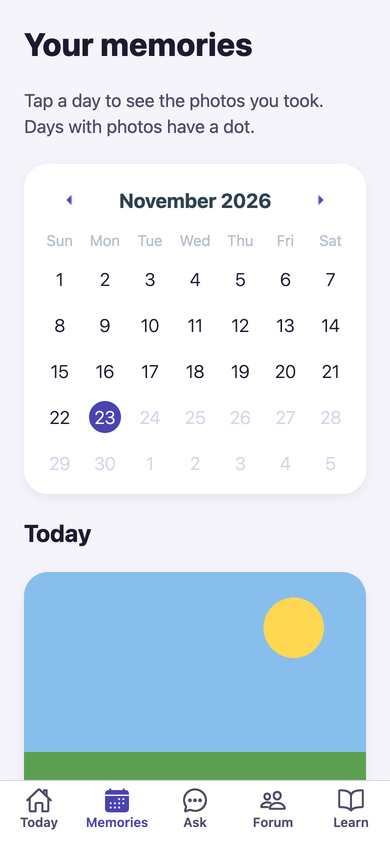 Your memories
Tap a day to see the photos you took.
Days with photos have a dot.
November 2026
Sun Mon Tue Wed Thu Fri Sat
1 2 3 4 5 6 7
8 9 10 11 12 13 14
15 16 17 18 19 20 21
22 23 24 25 26 27 28
29 30 1 2 3 4 5
Today
Today Memories Ask Forum Learn